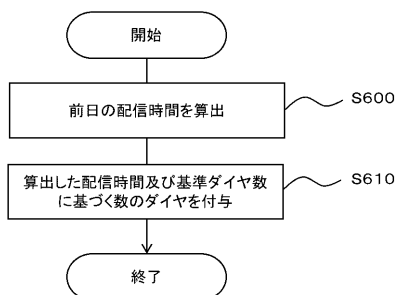 開始
前日の配信時間を算出
S600
算出した配信時間及び基準ダイヤ数
に基づく数のダイヤを付与
S610
終了